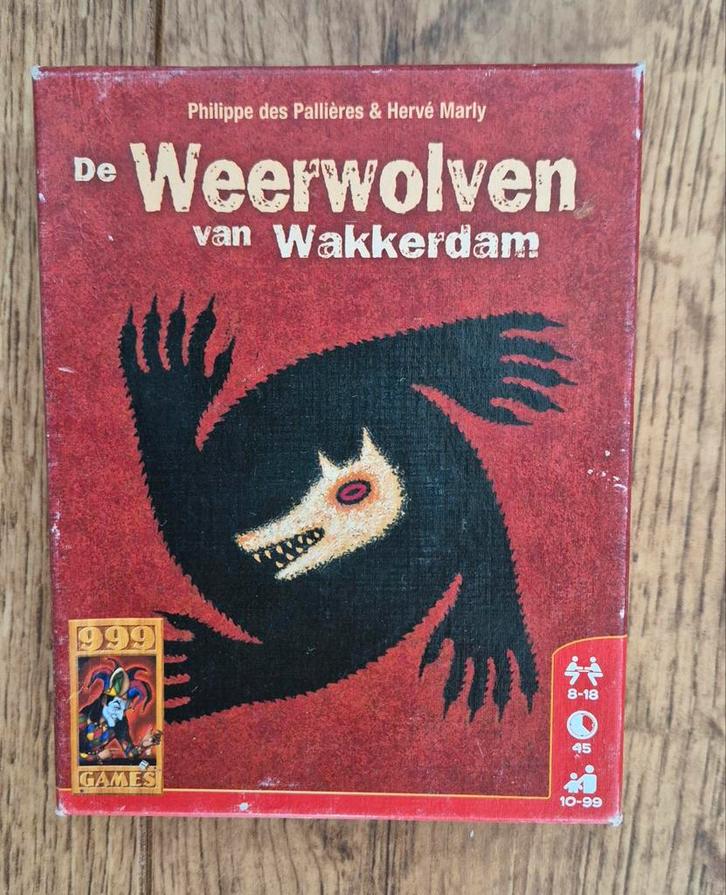 Philippe des Pallières & Hervé Marly
De Weerwolven
van Wakkerdam
999
GAMES
8-18
45
10-99